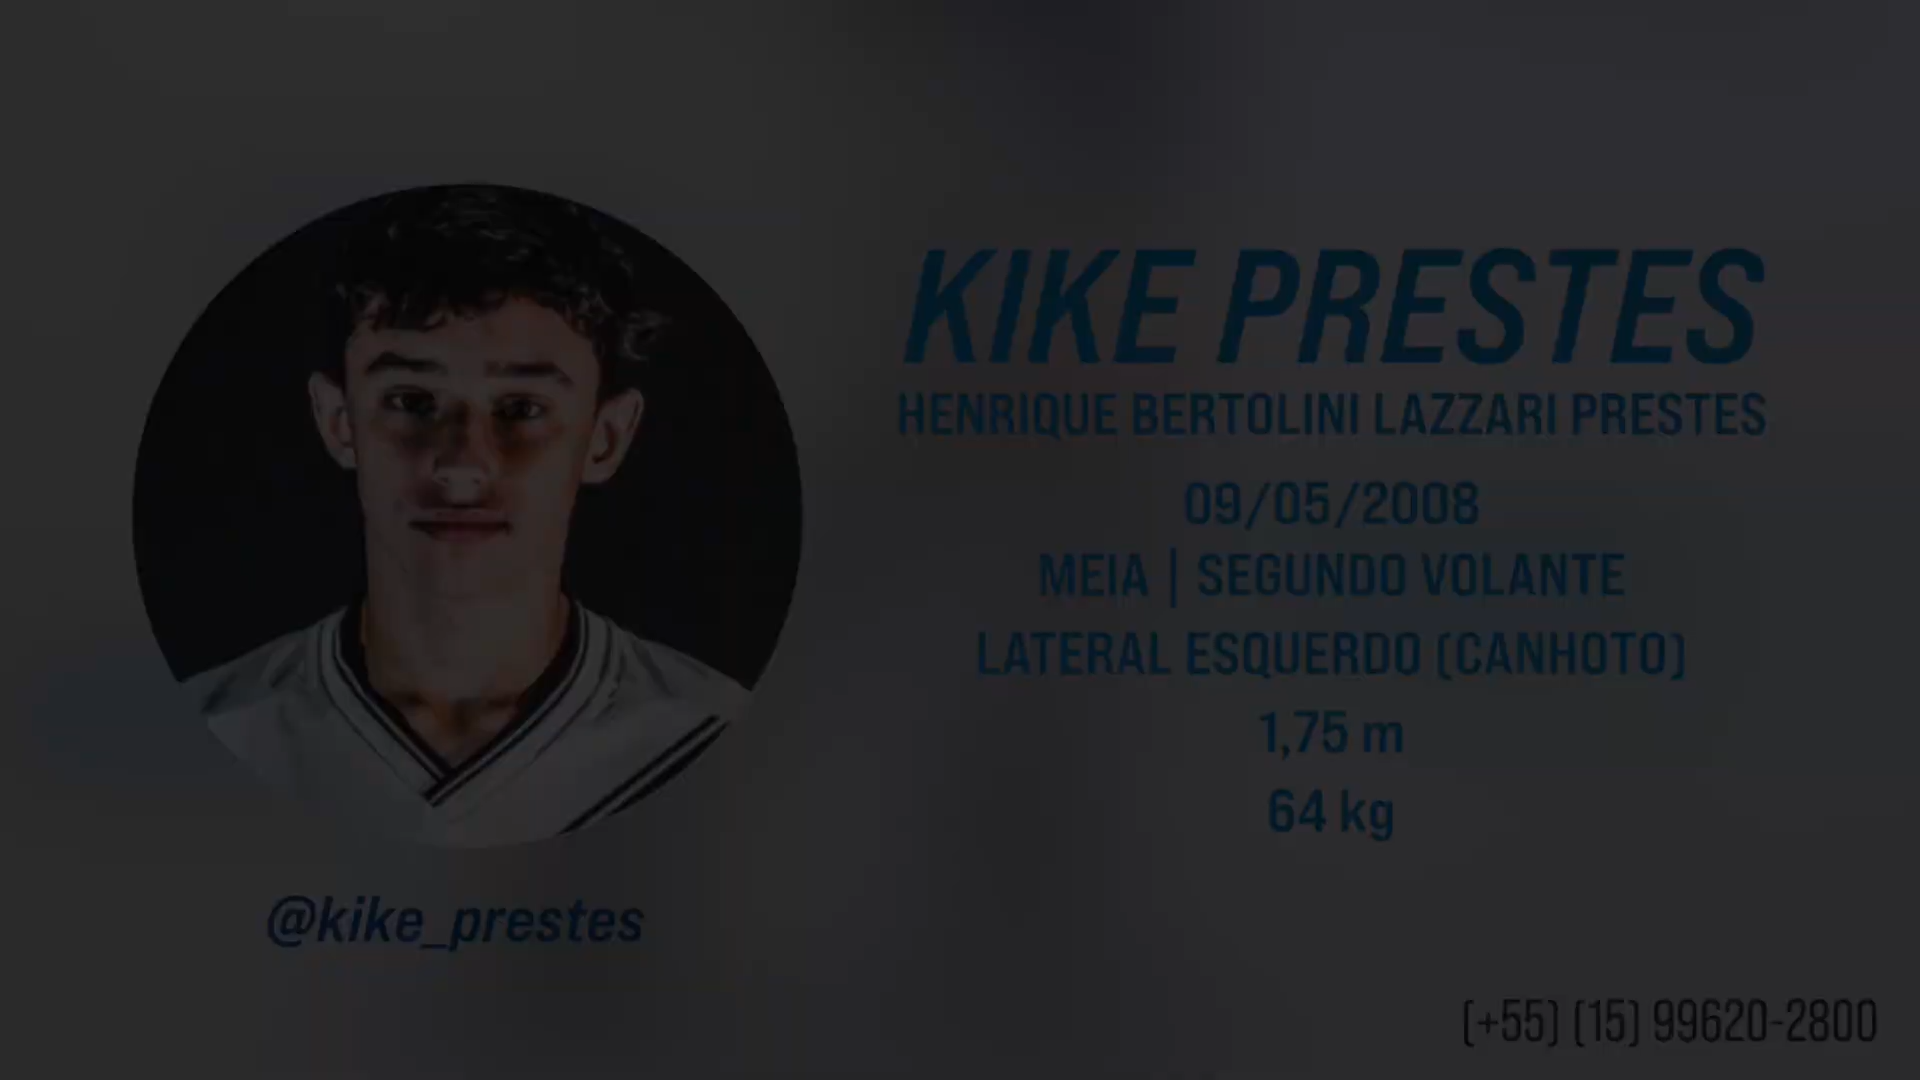 KIKE PRESTES
HENRIQUE BERTOLINI LAZZARI PRESTES
09/05/2008
MEIA | SEGUNDO VOLANTE
LATERAL ESQUERDO (CANHOTO)
1,75 m
64 kg
@kike_prestes
(+55) (15) 99620-2800